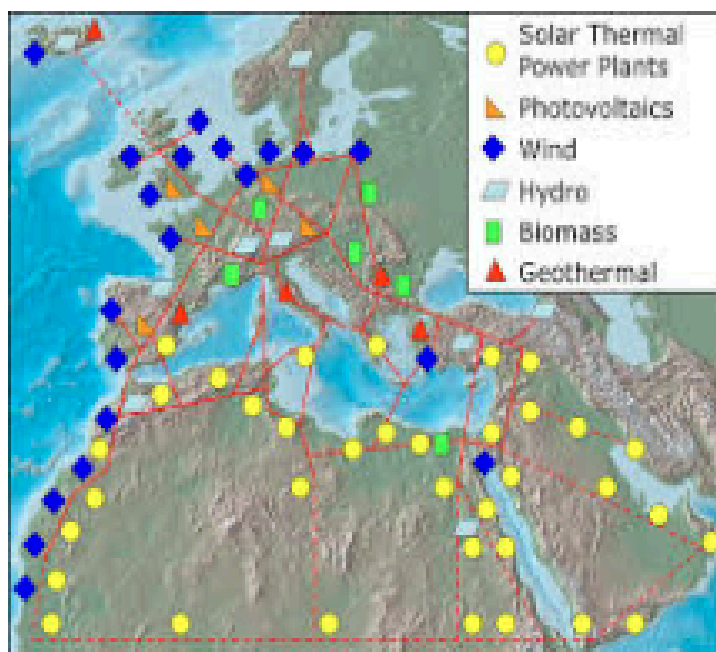 Solar Thermal
Power Plants
Photovoltaics
Wind
Hydro
Biomass
Geothermal